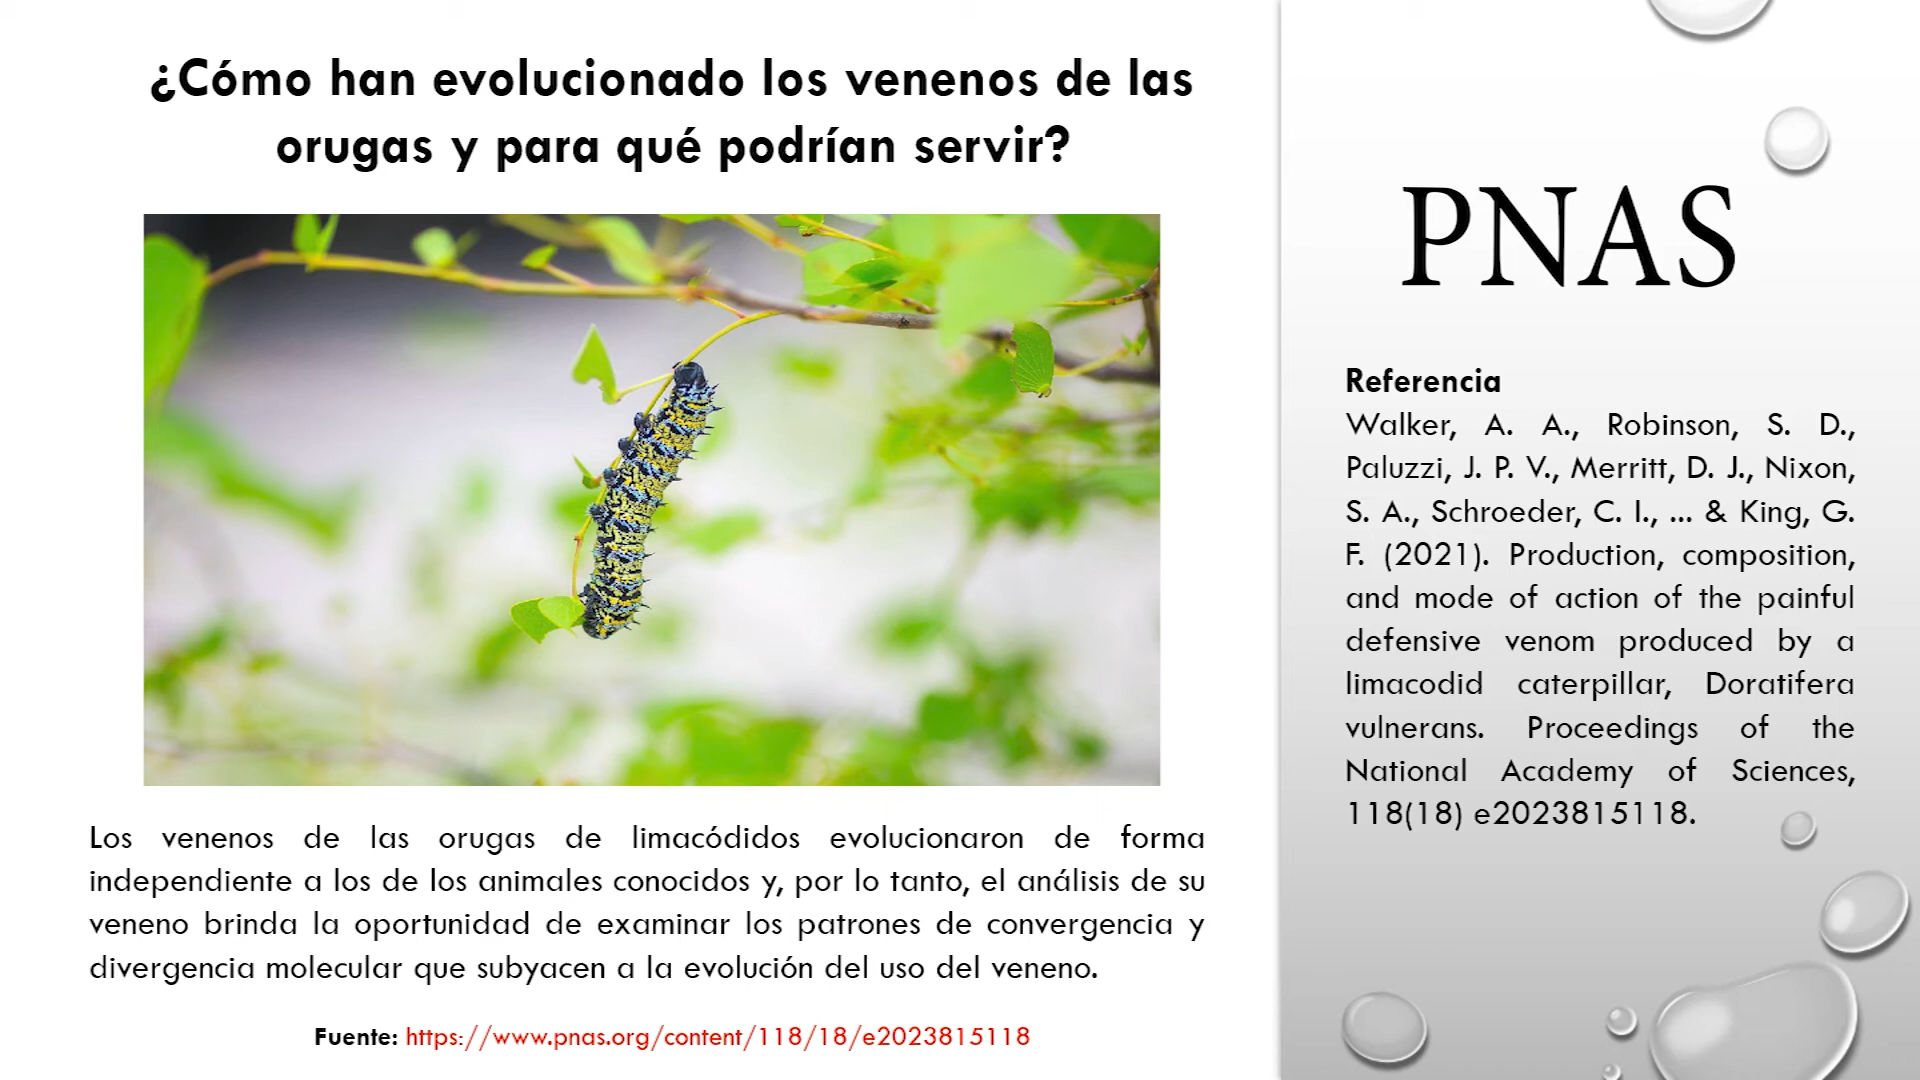 ¿Cómo han evolucionado los venenos de las
orugas y para qué podrían servir?
Los venenos de las orugas de limacódidos evolucionaron de forma
independiente a los de los animales conocidos y, por lo tanto, el análisis de su
veneno brinda la oportunidad de examinar los patrones de convergencia y
divergencia molecular que subyacen a la evolución del uso del veneno.
Fuente: https://www.pnas.org/content/118/18/e2023815118
PNAS
Referencia
Walker, A. A., Robinson, S. D.,
Paluzzi, J. P. V., Merritt, D. J., Nixon,
S. A., Schroeder, C. I., ... & King, G.
F. (2021). Production, composition,
and mode of action of the painful
defensive venom produced by a
limacodid caterpillar, Doratifera
vulnerans. Proceedings of the
National Academy of Sciences,
118(18) e2023815118.